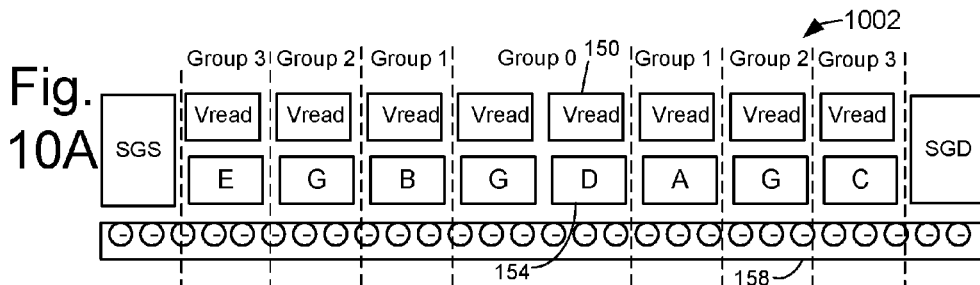 1002
Group 3 Group 2 Group 1 Group 0 150 Group 1 Group 2 Group 3
Fig.
10A
SGS Vread Vread Vread Vread Vread Vread Vread Vread SGD
E G B G D A G C
- - - - - - - - - - - - - - - - - - - - - - - - - - - -
154 158